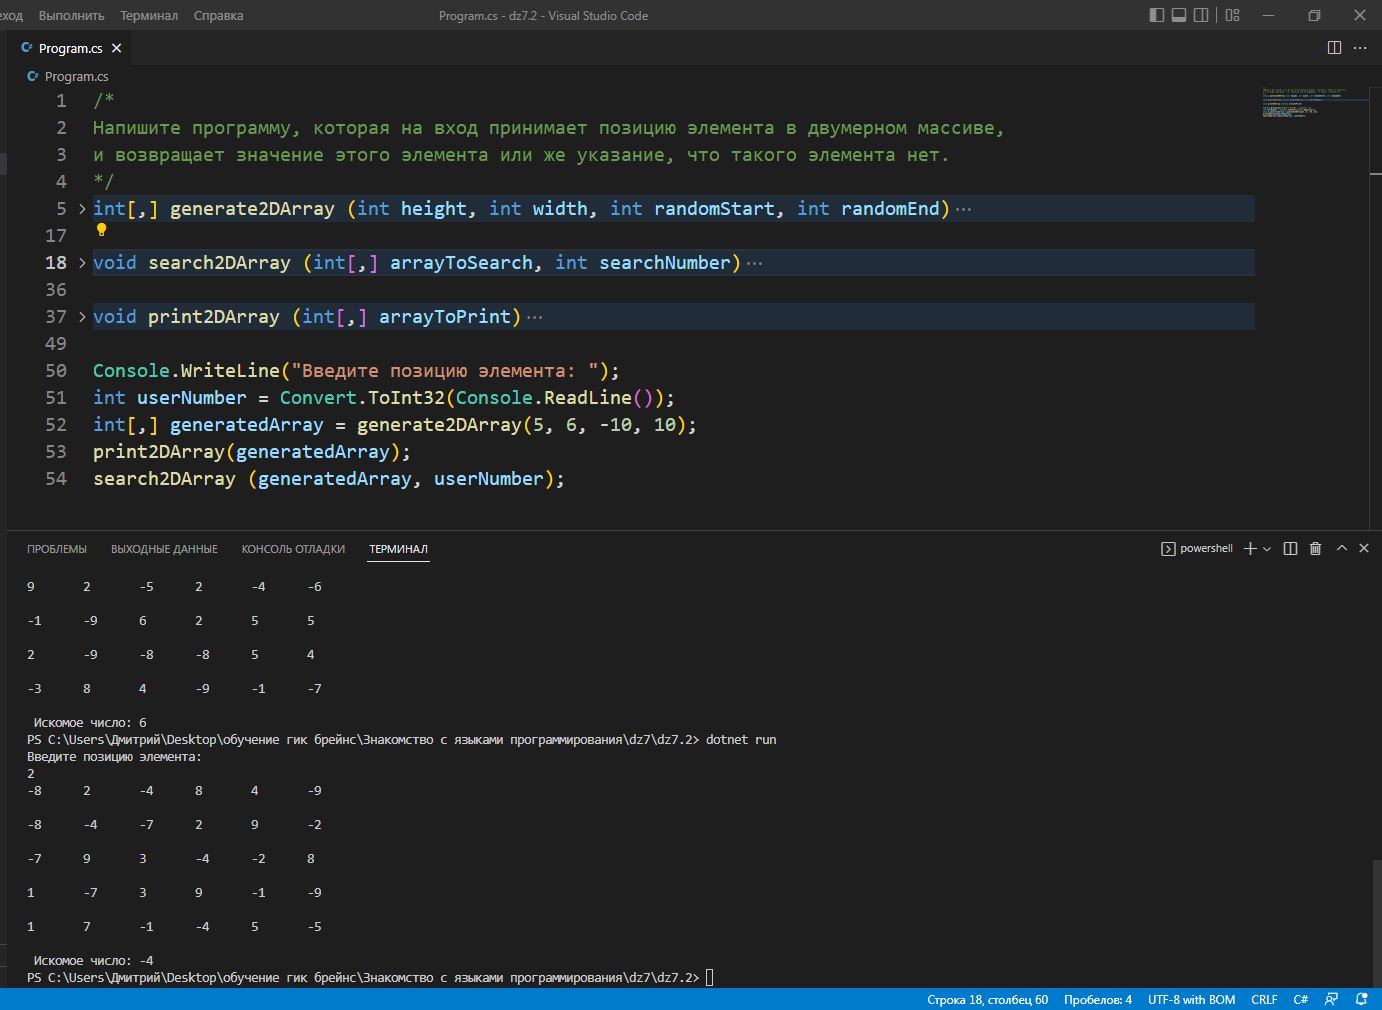 ход Выполнить Терминал Справка Program.cs - dz7.2 - Visual Studio Code
C# Program.cs
C# Program.cs
1 /*
2 Напишите программу, которая на вход принимает позицию элемента в двумерном массиве,
3 и возвращает значение этого элемента или же указание, что такого элемента нет.
4 */
5 int[,] generate2DArray (int height, int width, int randomStart, int randomEnd)···
17
18 void search2DArray (int[,] arrayToSearch, int searchNumber)···
36
37 void print2DArray (int[,] arrayToPrint)···
49
50 Console.WriteLine("Введите позицию элемента: ");
51 int userNumber = Convert.ToInt32(Console.ReadLine());
52 int[,] generatedArray = generate2DArray(5, 6, -10, 10);
53 print2DArray(generatedArray);
54 search2DArray (generatedArray, userNumber);
ПРОБЛЕМЫ ВЫХОДНЫЕ ДАННЫЕ КОНСОЛЬ ОТЛАДКИ ТЕРМИНАЛ powershell
9 2 -5 2 -4 -6
-1 -9 6 2 5 5
2 -9 -8 -8 5 4
-3 8 4 -9 -1 -7
Искомое число: 6
PS C:\Users\Дмитрий\Desktop\обучение гик брейнс\Знакомство с языками программирования\dz7\dz7.2> dotnet run
Введите позицию элемента:
2
-8 2 -4 8 4 -9
-8 -4 -7 2 9 -2
-7 9 3 -4 -2 8
1 -7 3 9 -1 -9
1 7 -1 -4 5 -5
Искомое число: -4
PS C:\Users\Дмитрий\Desktop\обучение гик брейнс\Знакомство с языками программирования\dz7\dz7.2>
Строка 18, столбец 60 Пробелов: 4 UTF-8 with BOM CRLF C#